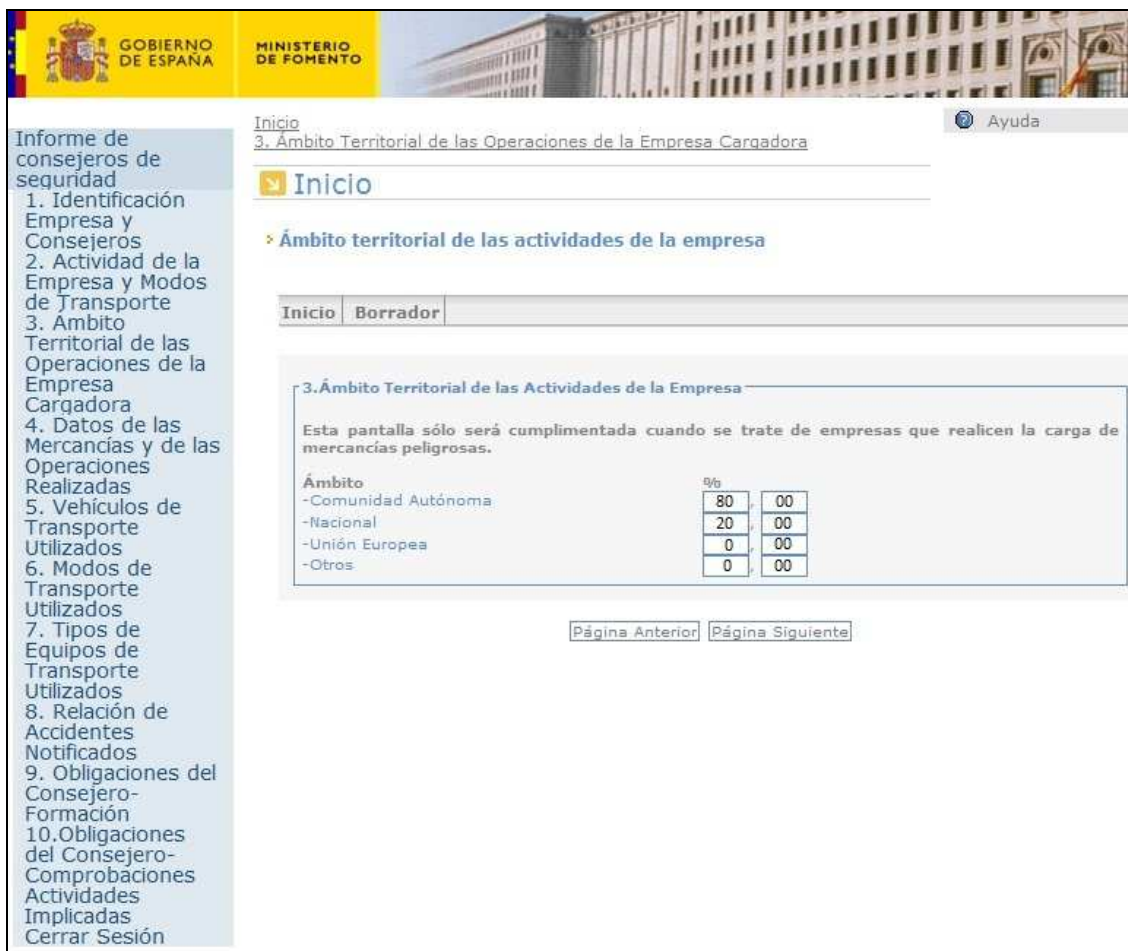 GOBIERNO
DE ESPAÑA
MINISTERIO
DE FOMENTO
Informe de
consejeros de
seguridad
1. Identificación
Empresa y
Consejeros
2. Actividad de la
Empresa y Modos
de Transporte
3. Ambito
Territorial de las
Operaciones de la
Empresa
Cargadora
4. Datos de las
Mercancías y de las
Operaciones
Realizadas
5. Vehículos de
Transporte
Utilizados
6. Modos de
Transporte
Utilizados
7. Tipos de
Equipos de
Transporte
Utilizados
8. Relación de
Accidentes
Notificados
9. Obligaciones del
Consejero-
Formación
10.Obligaciones
del Consejero-
Comprobaciones
Actividades
Implicadas
Cerrar Sesión
Inicio
3. Ámbito Territorial de las Operaciones de la Empresa Cargadora
Ayuda
Inicio
Ámbito territorial de las actividades de la empresa
Inicio Borrador
3.Ámbito Territorial de las Actividades de la Empresa
Esta pantalla sólo será cumplimentada cuando se trate de empresas que realicen la carga de
mercancías peligrosas.
Ámbito %
-Comunidad Autónoma 80 , 00
-Nacional 20 , 00
-Unión Europea 0 , 00
-Otros 0 , 00
Página Anterior Página Siguiente